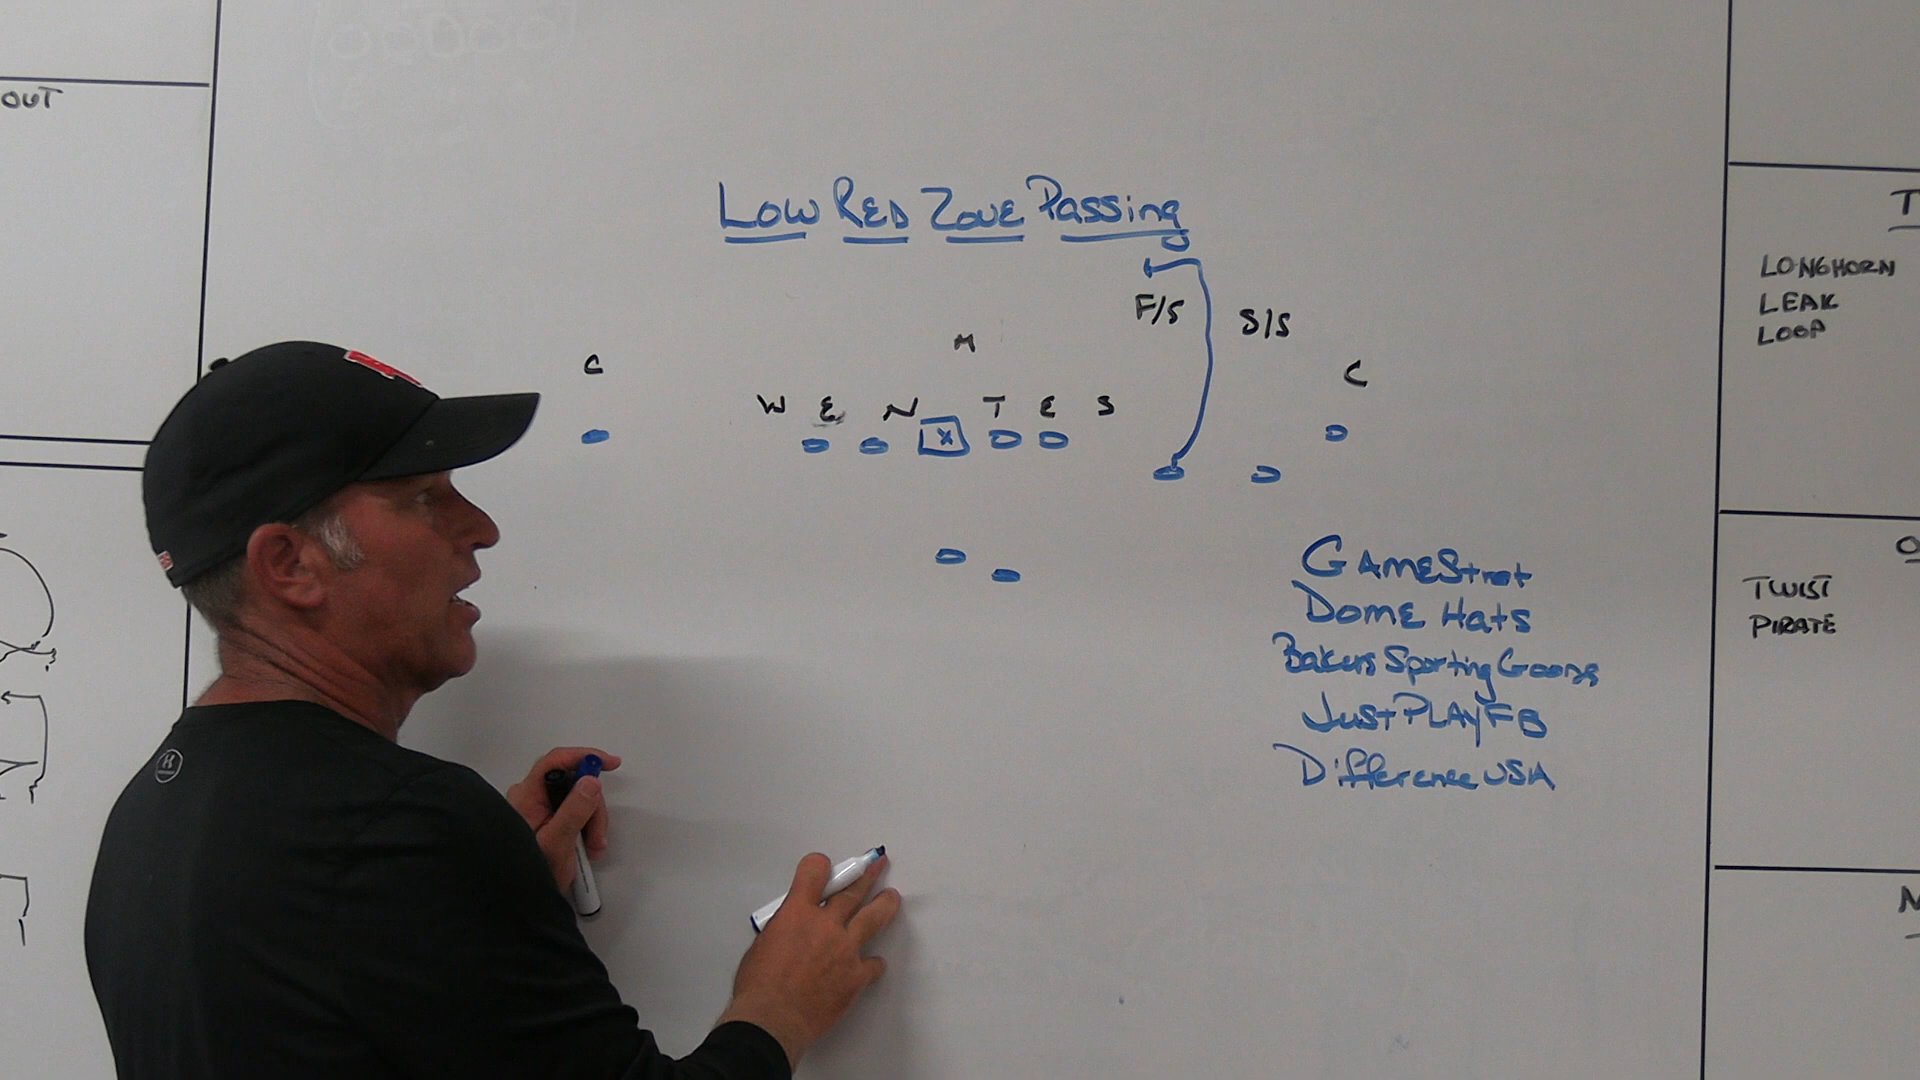 OUT
Low Red Zone Passing
F/S
S/S
M
C
C
W E N T E S
X
GameStrat
Dome Hats
Bakers Sporting Goods
JustPlayFB
DifferenceUSA
T
LONGHORN
LEAK
LOOP
O
TWIST
PIRATE